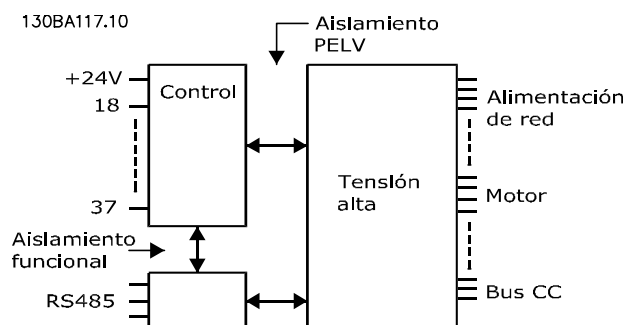 130BA117.10
Aislamiento
PELV
+24V
Control
18
Alimentación
de red
Tensión
alta
37
Motor
Aislamiento
funcional
RS485
Bus CC